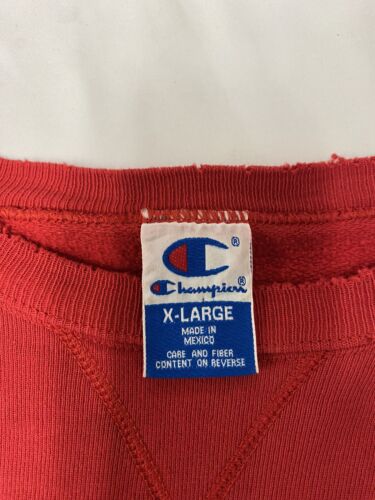 ®
Champion®
X-LARGE
MADE IN
MEXICO
CARE AND FIBER
CONTENT ON REVERSE